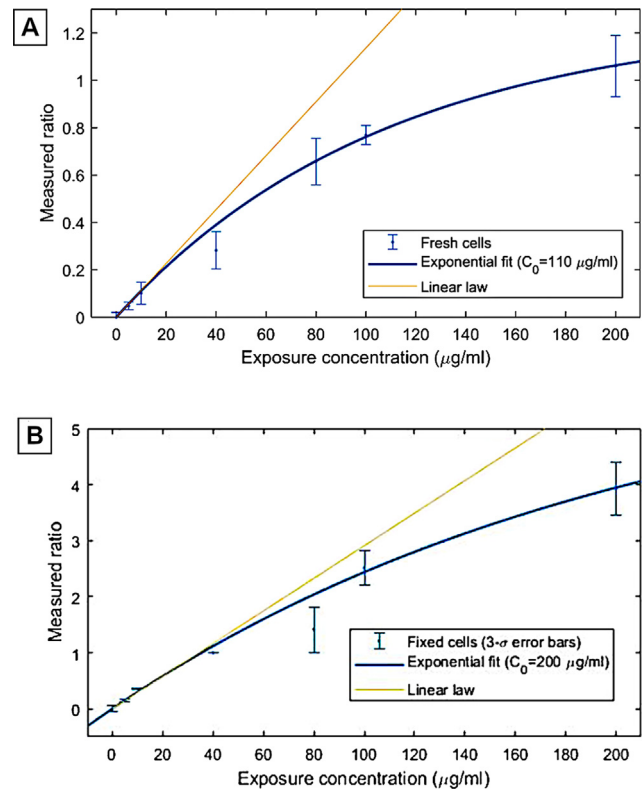 A
1.2
1
0.8
0.6
0.4
0.2
0
Measured ratio
Fresh cells
Exponential fit (C₀=110 μg/ml)
Linear law
0 20 40 60 80 100 120 140 160 180 200
Exposure concentration (μg/ml)
B
5
4
3
2
1
0
Measured ratio
Fixed cells (3-σ error bars)
Exponential fit (C₀=200 μg/ml)
Linear law
0 20 40 60 80 100 120 140 160 180 200
Exposure concentration (μg/ml)